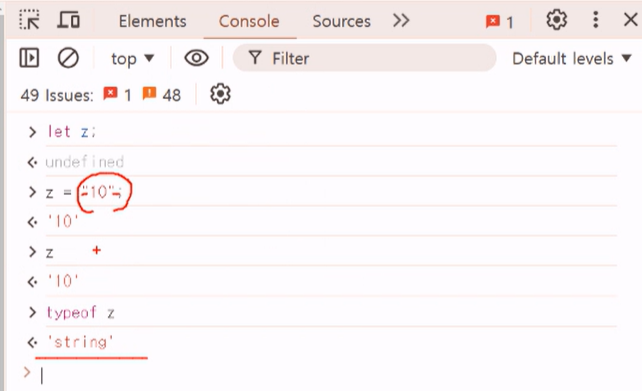 Elements Console Sources 1
top Filter Default levels
49 Issues: 1 48
> let z;
undefined
> z = "10";
'10'
> z +
'10'
> typeof z
'string'
>